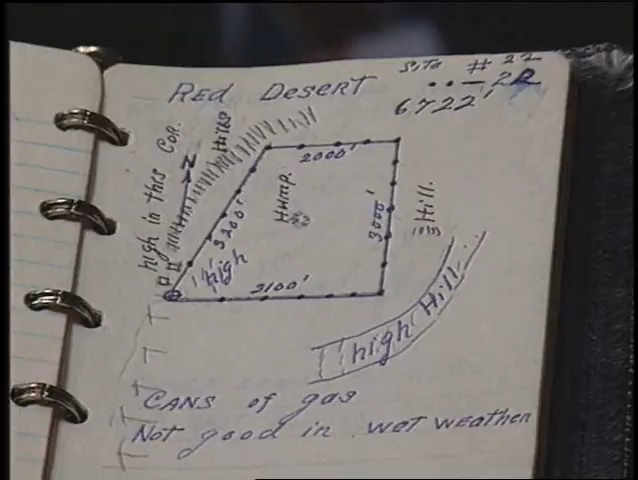 RED DESERT
SITE # 22
6722'
high in this COR.
Hills
N
2000'
HUMP.
3200'
high
3000'
Hill.
3100'
high Hill
CANS of gas
Not good in wet weather